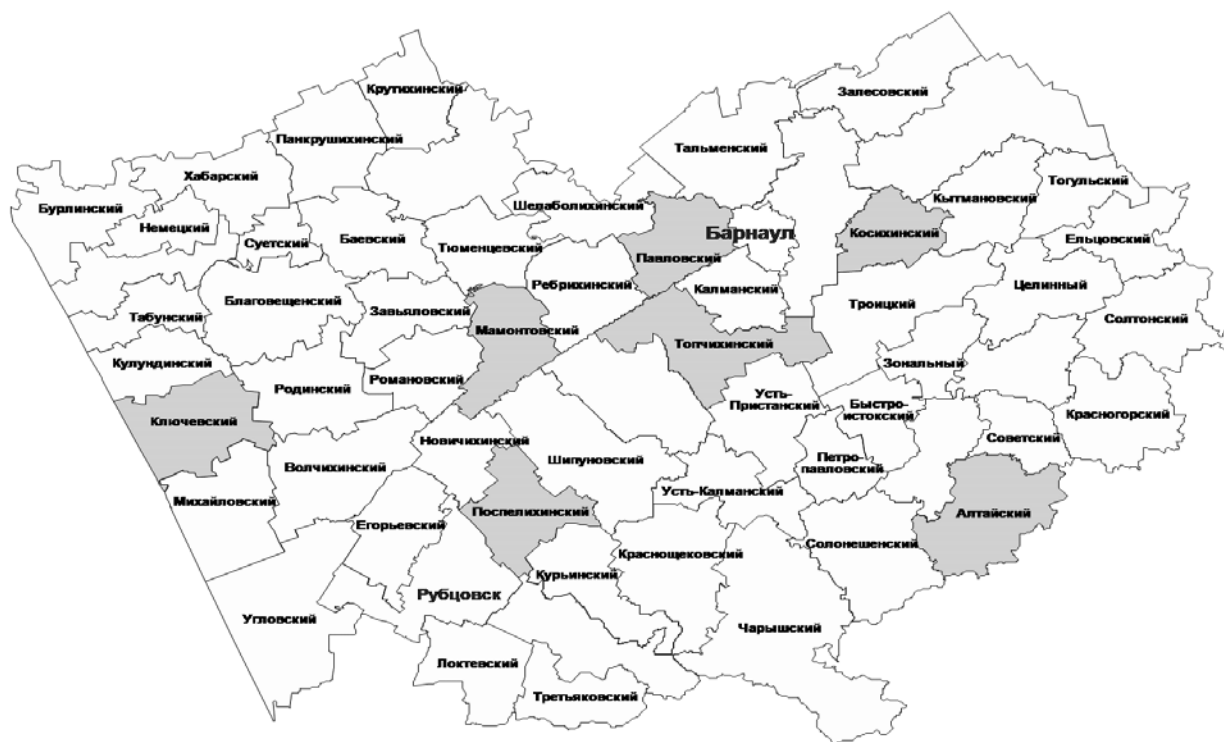 Крутихинский
Залесовский
Панкрушихинский
Тальменский
Хабарский
Тогульский
Кытмановский
Бурлинский
Шелаболихинский
Немецкий
Суетский
Баевский
Тюменцевский
Барнаул
Косихинский
Ельцовский
Павловский
Ребрихинский
Калманский
Целинный
Благовещенский
Завьяловский
Троицкий
Табунский
Солтонский
Мамонтовский
Топчихинский
Кулундинский
Зональный
Романовский
Родинский
Усть-
Пристанский
Быстро-
истокский
Красногорский
Ключевский
Новичихинский
Советский
Шипуновский
Петро-
павловский
Волчихинский
Усть-Калманский
Михайловский
Поспелихинский
Алтайский
Егорьевский
Солонешенский
Краснощековский
Курьинский
Рубцовск
Угловский
Чарышский
Локтевский
Третьяковский